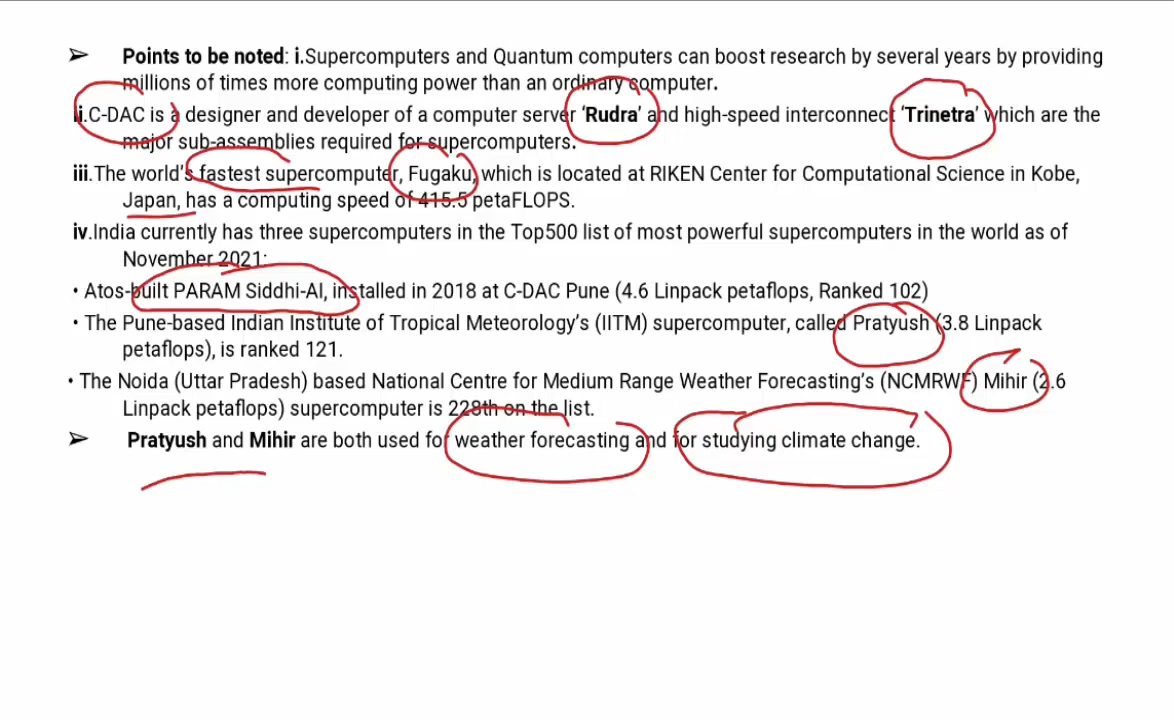 ➢ Points to be noted: i.Supercomputers and Quantum computers can boost research by several years by providing
millions of times more computing power than an ordinary computer.
ii.C-DAC is a designer and developer of a computer server ‘Rudra’ and high-speed interconnect ‘Trinetra’ which are the
major sub-assemblies required for supercomputers.
iii.The world's fastest supercomputer, Fugaku, which is located at RIKEN Center for Computational Science in Kobe,
Japan, has a computing speed of 415.5 petaFLOPS.
iv.India currently has three supercomputers in the Top500 list of most powerful supercomputers in the world as of
November 2021:
• Atos-built PARAM Siddhi-AI, installed in 2018 at C-DAC Pune (4.6 Linpack petaflops, Ranked 102)
• The Pune-based Indian Institute of Tropical Meteorology’s (IITM) supercomputer, called Pratyush (3.8 Linpack
petaflops), is ranked 121.
• The Noida (Uttar Pradesh) based National Centre for Medium Range Weather Forecasting’s (NCMRWF) Mihir (2.6
Linpack petaflops) supercomputer is 228th on the list.
➢ Pratyush and Mihir are both used for weather forecasting and for studying climate change.